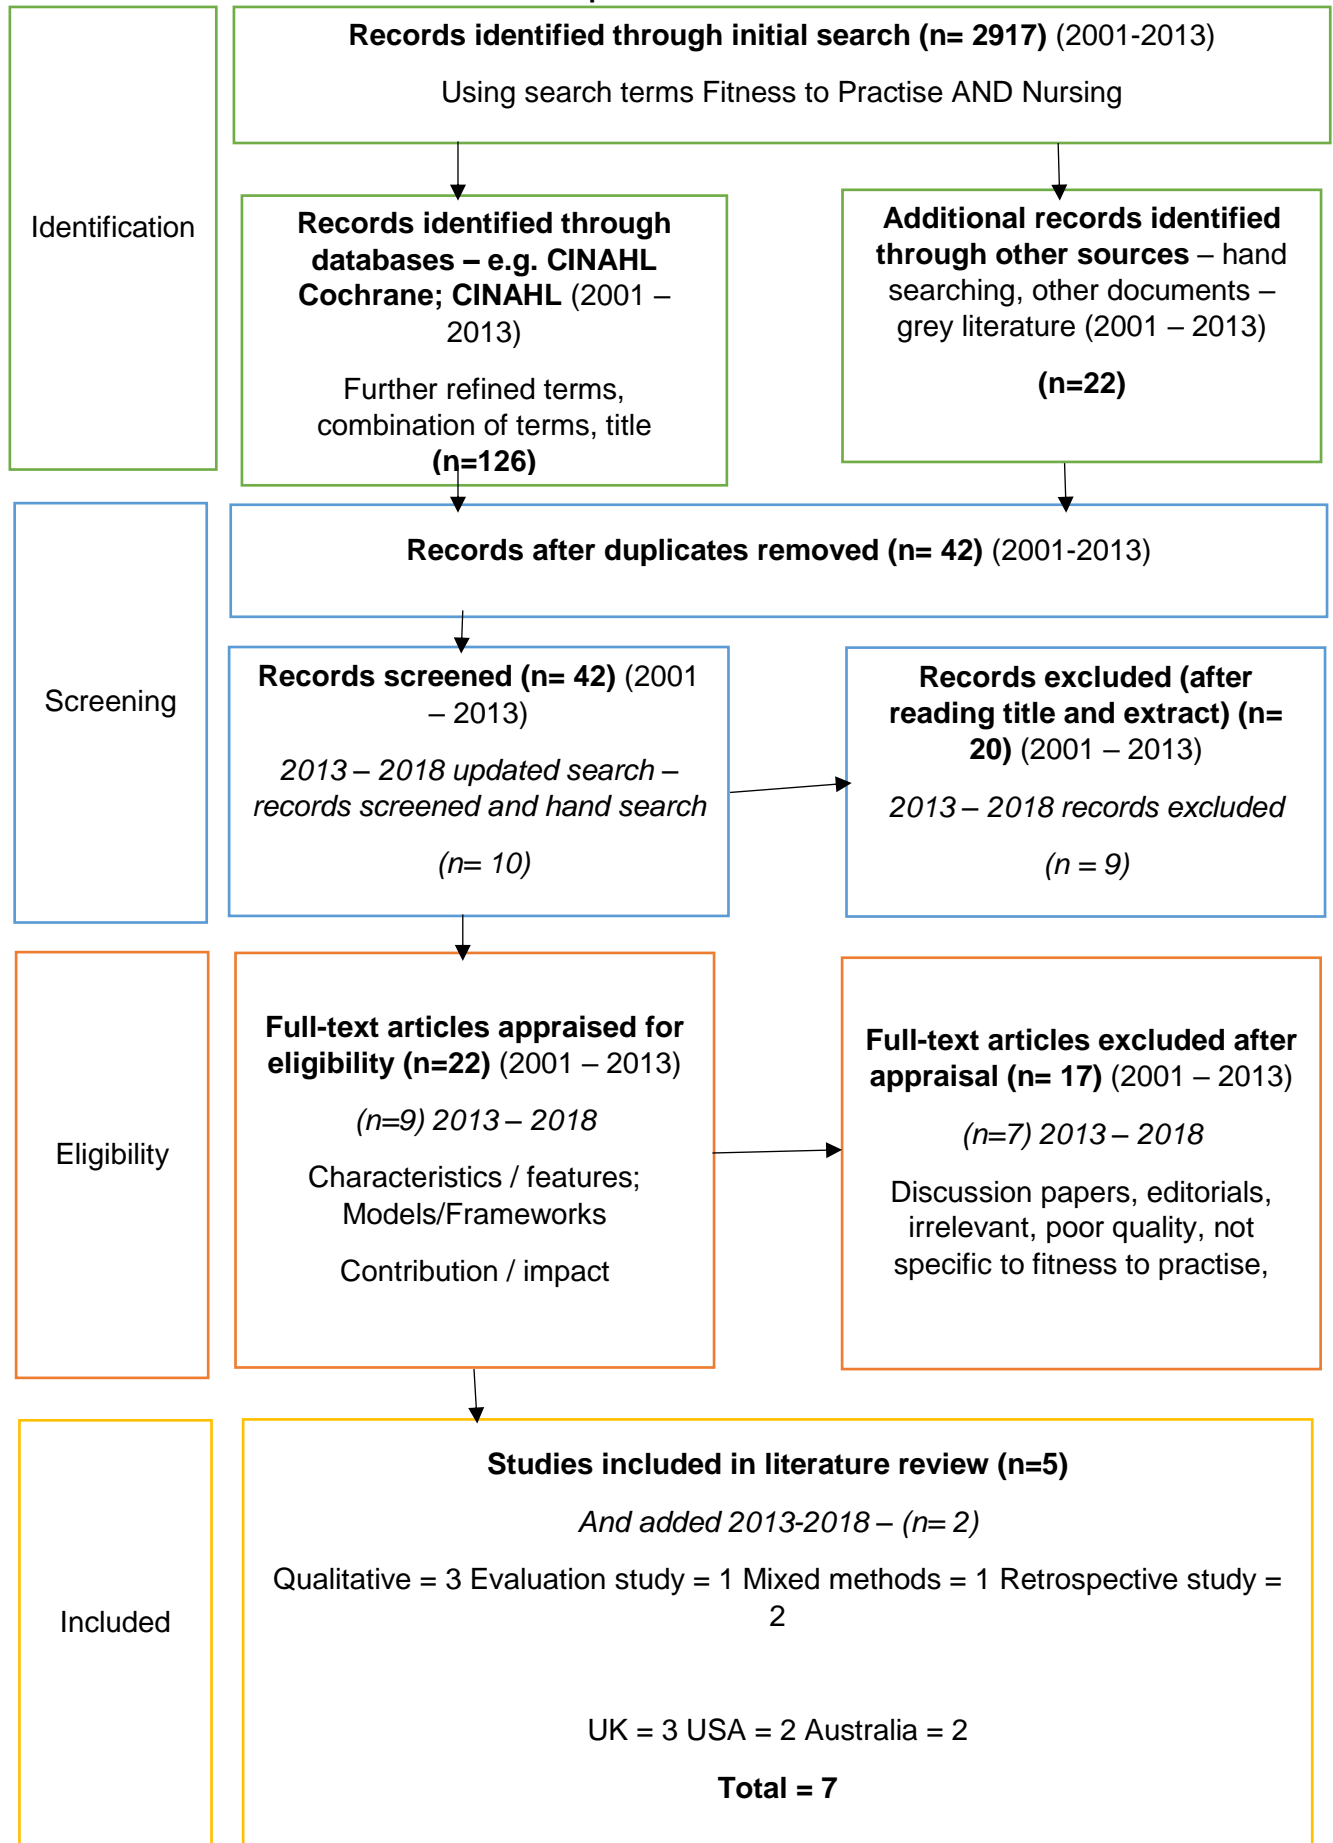 Records identified through initial search (n= 2917) (2001-2013)
Using search terms Fitness to Practise AND Nursing
Identification
Records identified through
databases – e.g. CINAHL
Cochrane; CINAHL (2001 –
2013)
Further refined terms,
combination of terms, title
(n=126)
Additional records identified
through other sources – hand
searching, other documents –
grey literature (2001 – 2013)
(n=22)
Records after duplicates removed (n= 42) (2001-2013)
Screening
Records screened (n= 42) (2001
– 2013)
2013 – 2018 updated search –
records screened and hand search
(n= 10)
Records excluded (after
reading title and extract) (n=
20) (2001 – 2013)
2013 – 2018 records excluded
(n = 9)
Eligibility
Full-text articles appraised for
eligibility (n=22) (2001 – 2013)
(n=9) 2013 – 2018
Characteristics / features;
Models/Frameworks
Contribution / impact
Full-text articles excluded after
appraisal (n= 17) (2001 – 2013)
(n=7) 2013 – 2018
Discussion papers, editorials,
irrelevant, poor quality, not
specific to fitness to practise,
Included
Studies included in literature review (n=5)
And added 2013-2018 – (n= 2)
Qualitative = 3 Evaluation study = 1 Mixed methods = 1 Retrospective study =
2
UK = 3 USA = 2 Australia = 2
Total = 7